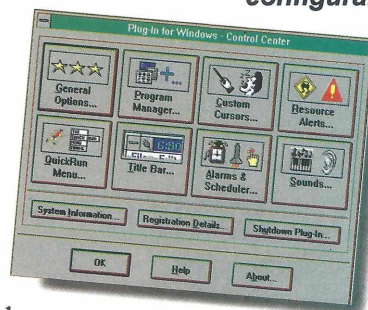 configura
Plug-In for Windows - Control Center
General Options...
Program Manager...
Custom Cursors...
Resource Alerts...
QuickRun Menu...
Title Bar...
Alarms & Scheduler...
Sounds...
System Information...
Registration Details...
Shutdown Plug-In...
OK
Help
About...